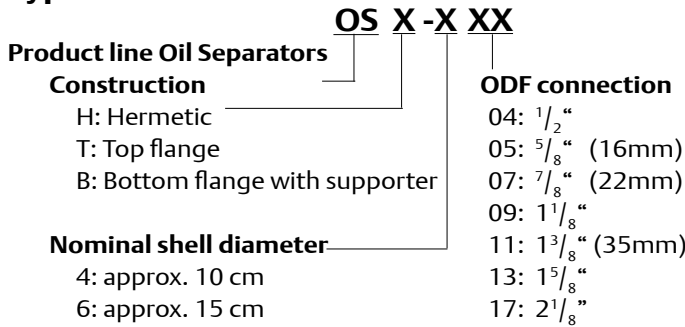 OS X -X XX
Product line Oil Separators
Construction
H: Hermetic
T: Top flange
B: Bottom flange with supporter
Nominal shell diameter
4: approx. 10 cm
6: approx. 15 cm
ODF connection
04: 1/2“
05: 5/8“ (16mm)
07: 7/8“ (22mm)
09: 1 1/8“
11: 1 3/8“ (35mm)
13: 1 5/8“
17: 2 1/8”